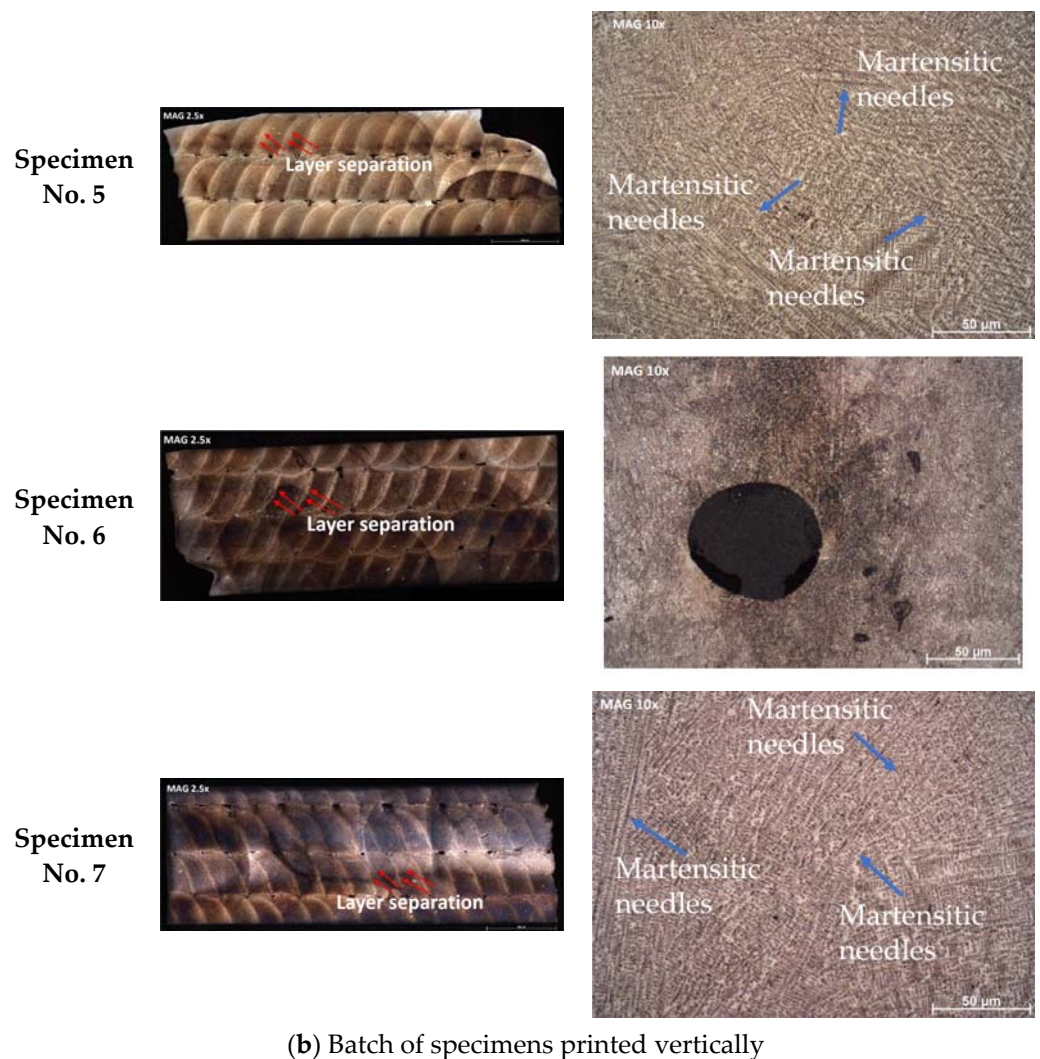 Specimen
No. 5
MAG 2.5x
Layer separation
MAG 10x
Martensitic
needles
Martensitic
needles
Martensitic
needles
50 µm
Specimen
No. 6
MAG 2.5x
Layer separation
MAG 10x
50 µm
Specimen
No. 7
MAG 2.5x
Layer separation
MAG 10x
Martensitic
needles
Martensitic
needles
Martensitic
needles
50 µm
(b) Batch of specimens printed vertically